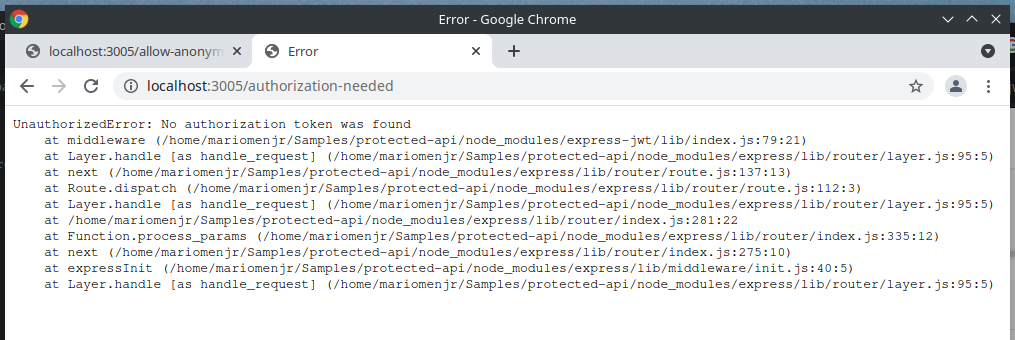 Error - Google Chrome
localhost:3005/allow-anonym
Error
localhost:3005/authorization-needed
UnauthorizedError: No authorization token was found
at middleware (/home/mariomenjr/Samples/protected-api/node_modules/express-jwt/lib/index.js:79:21)
at Layer.handle [as handle_request] (/home/mariomenjr/Samples/protected-api/node_modules/express/lib/router/layer.js:95:5)
at next (/home/mariomenjr/Samples/protected-api/node_modules/express/lib/router/route.js:137:13)
at Route.dispatch (/home/mariomenjr/Samples/protected-api/node_modules/express/lib/router/route.js:112:3)
at Layer.handle [as handle_request] (/home/mariomenjr/Samples/protected-api/node_modules/express/lib/router/layer.js:95:5)
at /home/mariomenjr/Samples/protected-api/node_modules/express/lib/router/index.js:281:22
at Function.process_params (/home/mariomenjr/Samples/protected-api/node_modules/express/lib/router/index.js:335:12)
at next (/home/mariomenjr/Samples/protected-api/node_modules/express/lib/router/index.js:275:10)
at expressInit (/home/mariomenjr/Samples/protected-api/node_modules/express/lib/middleware/init.js:40:5)
at Layer.handle [as handle_request] (/home/mariomenjr/Samples/protected-api/node_modules/express/lib/router/layer.js:95:5)